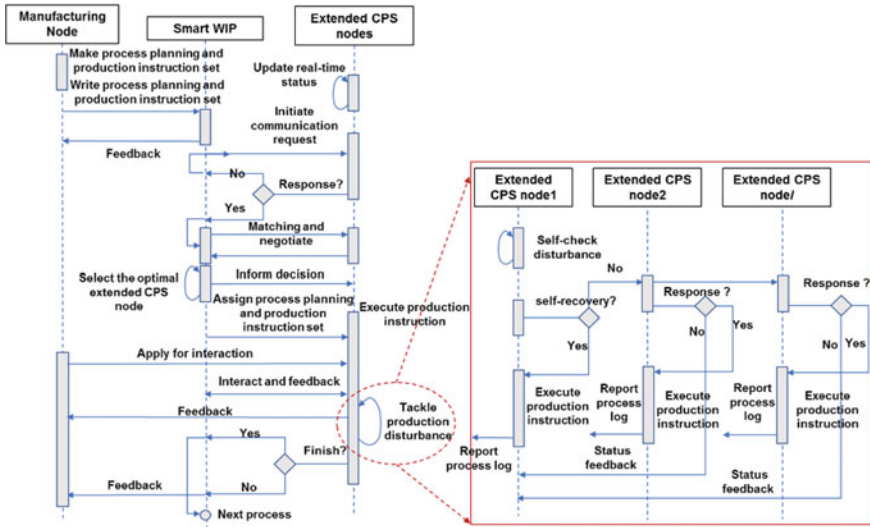 Manufacturing
Node
Smart WIP
Extended CPS
nodes
Make process planning and
production instruction set
Write process planning and
production instruction set
Update real-time
status
Initiate
communication
request
Feedback
No
Response?
Yes
Matching and
negotiate
Select the optimal
extended CPS
node
Inform decision
Assign process planning
and production
instruction set
Execute production
instruction
Apply for interaction
Interact and feedback
Feedback
Tackle
production
disturbance
Yes
Finish?
Feedback
No
Next process
Extended
CPS node1
Extended CPS
node2
Extended CPS
nodeI
Self-check
disturbance
No
self-recovery?
Response ?
Response ?
Yes
No
Yes
No
Yes
Execute
production
instruction
Report
process
log
Execute
production
instruction
Report
process
log
Execute
production
instruction
Report
process log
Status
feedback
Status
feedback